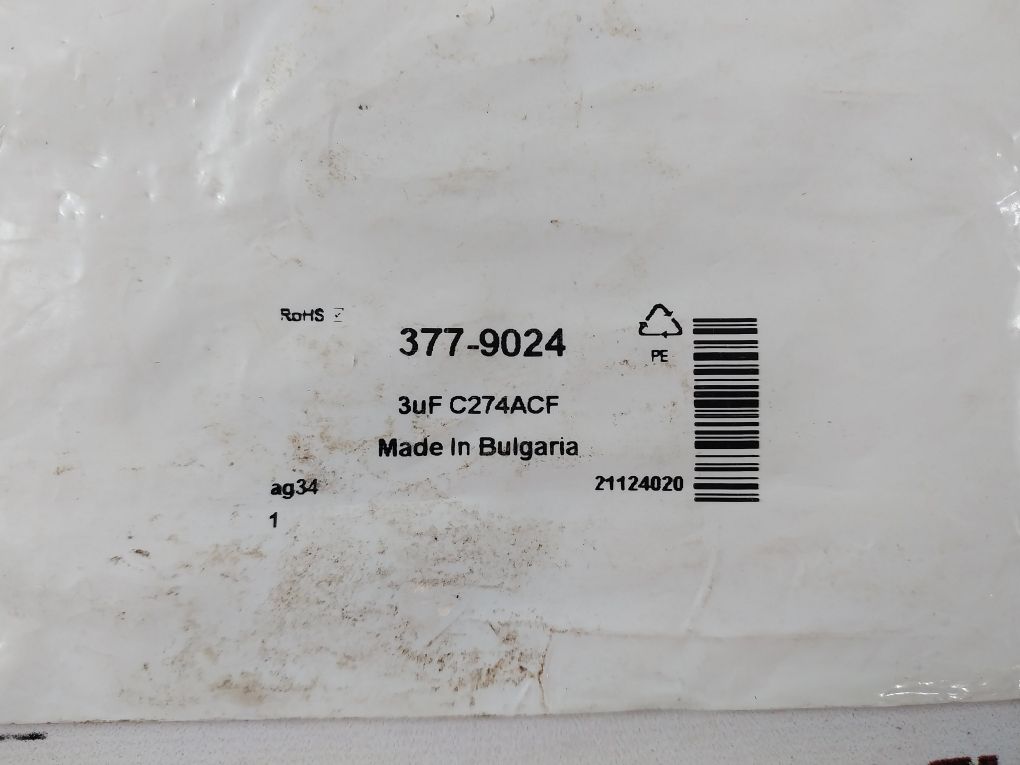 RoHS
377-9024
PE
3uF C274ACF
Made In Bulgaria
ag34
21124020
1